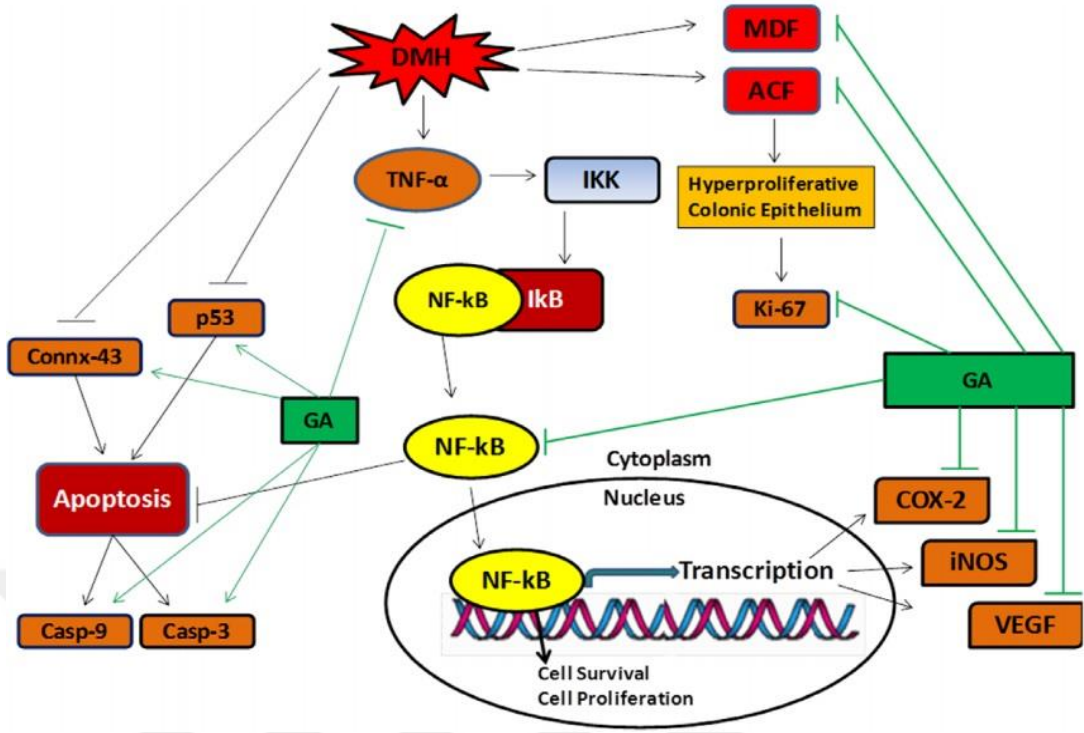 DMH
MDF
ACF
TNF-α
IKK
Hyperproliferative
Colonic Epithelium
NF-kB
IkB
p53
Ki-67
Connx-43
GA
GA
NF-kB
Cytoplasm
Apoptosis
Nucleus
COX-2
NF-kB
Transcription
iNOS
Casp-9
Casp-3
VEGF
Cell Survival
Cell Proliferation